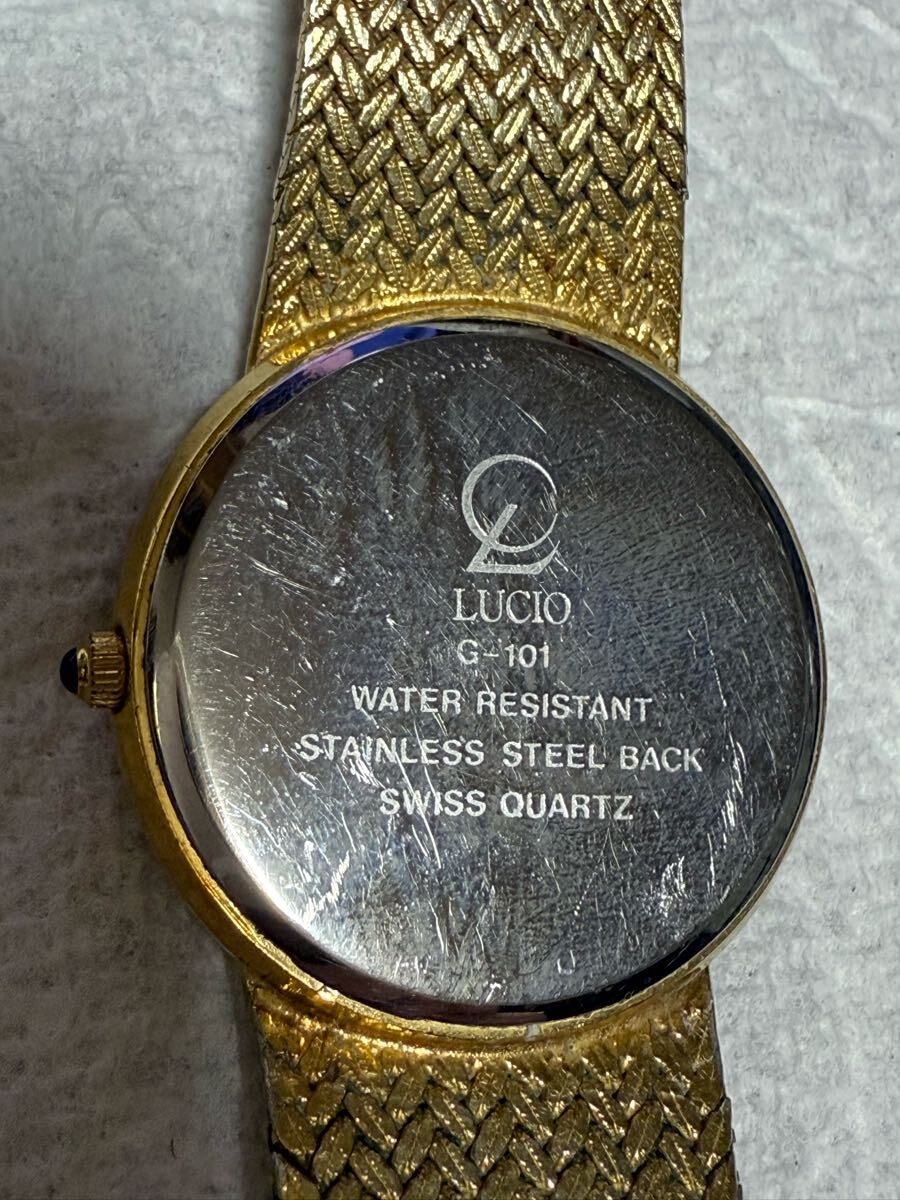 LUCIO
G-101
WATER RESISTANT
STAINLESS STEEL BACK
SWISS QUARTZ